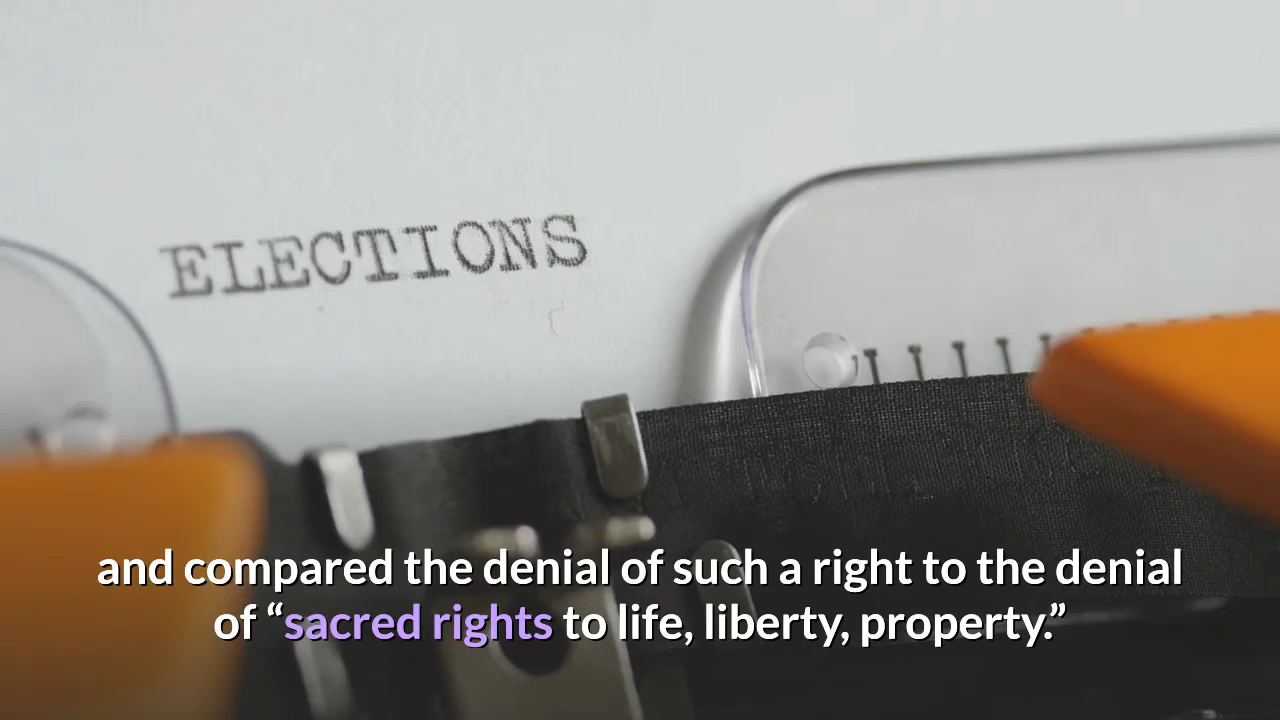 ELECTIONS
and compared the denial of such a right to the denial
of “sacred rights to life, liberty, property.”